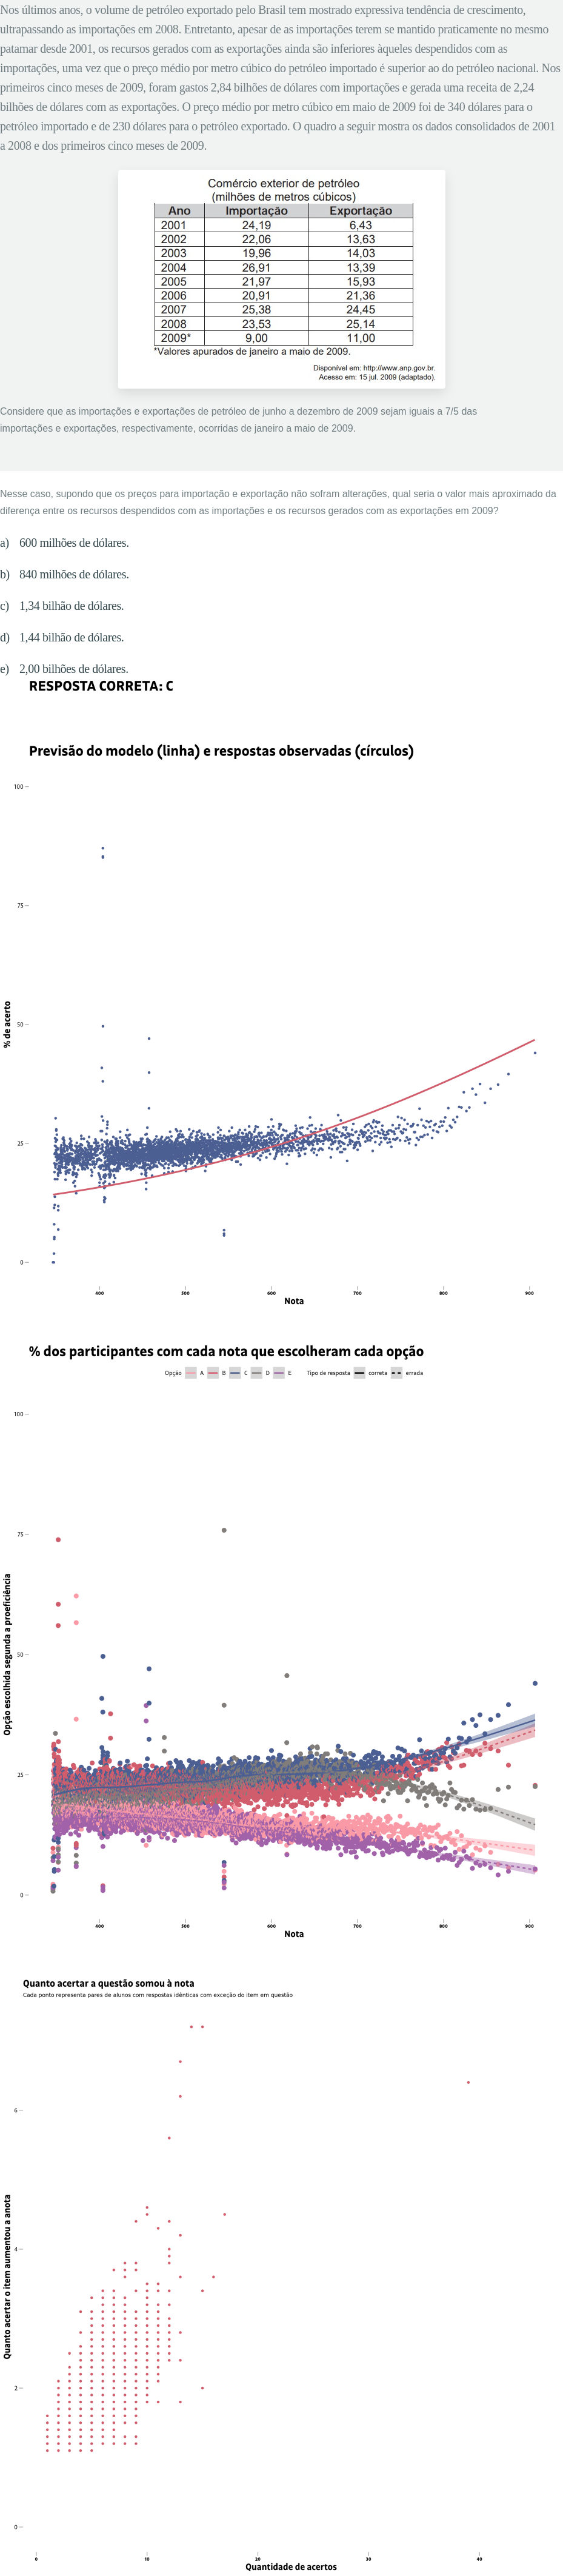 Nos últimos anos, o volume de petróleo exportado pelo Brasil tem mostrado expressiva tendência de crescimento,
ultrapassando as importações em 2008. Entretanto, apesar de as importações terem se mantido praticamente no mesmo
patamar desde 2001, os recursos gerados com as exportações ainda são inferiores àqueles despendidos com as
importações, uma vez que o preço médio por metro cúbico do petróleo importado é superior ao do petróleo nacional. Nos
primeiros cinco meses de 2009, foram gastos 2,84 bilhões de dólares com importações e gerada uma receita de 2,24
bilhões de dólares com as exportações. O preço médio por metro cúbico em maio de 2009 foi de 340 dólares para o
petróleo importado e de 230 dólares para o petróleo exportado. O quadro a seguir mostra os dados consolidados de 2001
a 2008 e dos primeiros cinco meses de 2009.
Comércio exterior de petróleo
(milhões de metros cúbicos)
Ano Importação Exportação
2001 24,19 6,43
2002 22,06 13,63
2003 19,96 14,03
2004 26,91 13,39
2005 21,97 15,93
2006 20,91 21,36
2007 25,38 24,45
2008 23,53 25,14
2009* 9,00 11,00
*Valores apurados de janeiro a maio de 2009.
Disponível em: http://www.anp.gov.br.
Acesso em: 15 jul. 2009 (adaptado).
Considere que as importações e exportações de petróleo de junho a dezembro de 2009 sejam iguais a 7/5 das
importações e exportações, respectivamente, ocorridas de janeiro a maio de 2009.
Nesse caso, supondo que os preços para importação e exportação não sofram alterações, qual seria o valor mais aproximado da
diferença entre os recursos despendidos com as importações e os recursos gerados com as exportações em 2009?
a) 600 milhões de dólares.
b) 840 milhões de dólares.
c) 1,34 bilhão de dólares.
d) 1,44 bilhão de dólares.
e) 2,00 bilhões de dólares.
RESPOSTA CORRETA: C
Previsão do modelo (linha) e respostas observadas (círculos)
100
75
50
25
0
% de acerto
400 500 600 700 800 900
Nota
% dos participantes com cada nota que escolheram cada opção
Opção A B C D E Tipo de resposta correta errada
100
75
50
25
0
Opção escolhida segunda a proeficiência
400 500 600 700 800 900
Nota
Quanto acertar a questão somou à nota
Cada ponto representa pares de alunos com respostas idênticas com exceção do item em questão
6
4
2
0
Quanto acertar o item aumentou a anota
0 10 20 30 40
Quantidade de acertos